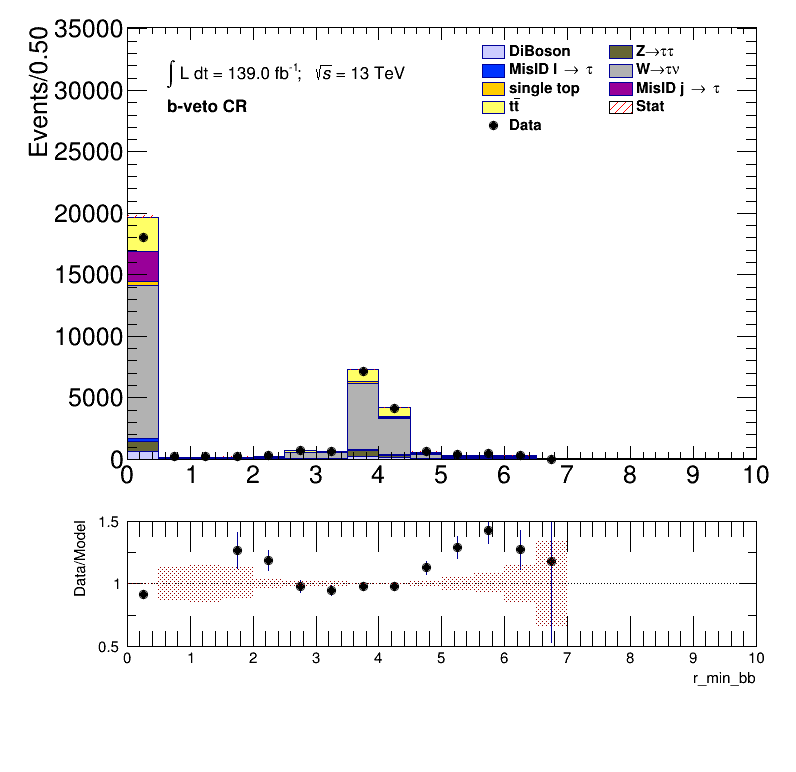 Events/0.50
35000
30000
25000
20000
15000
10000
5000
0
∫ L dt = 139.0 fb⁻¹; √s = 13 TeV
b-veto CR
DiBoson
MisID l → τ
single top
tt̄
Data
Z→ττ
W→τν
MisID j → τ
Stat
0 1 2 3 4 5 6 7 8 9 10
Data/Model
1.5
1
0.5
0 1 2 3 4 5 6 7 8 9 10
r_min_bb